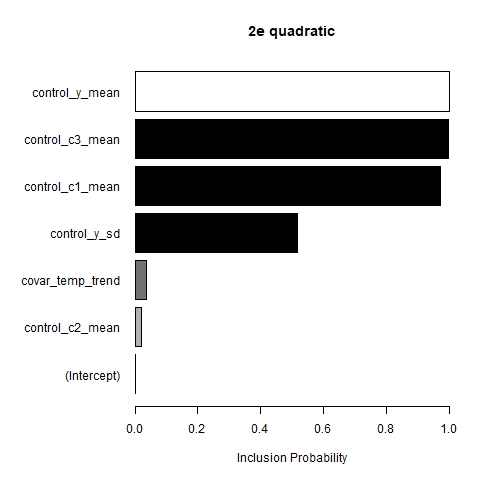 2e quadratic
control_y_mean
control_c3_mean
control_c1_mean
control_y_sd
covar_temp_trend
control_c2_mean
(Intercept)
0.0 0.2 0.4 0.6 0.8 1.0
Inclusion Probability